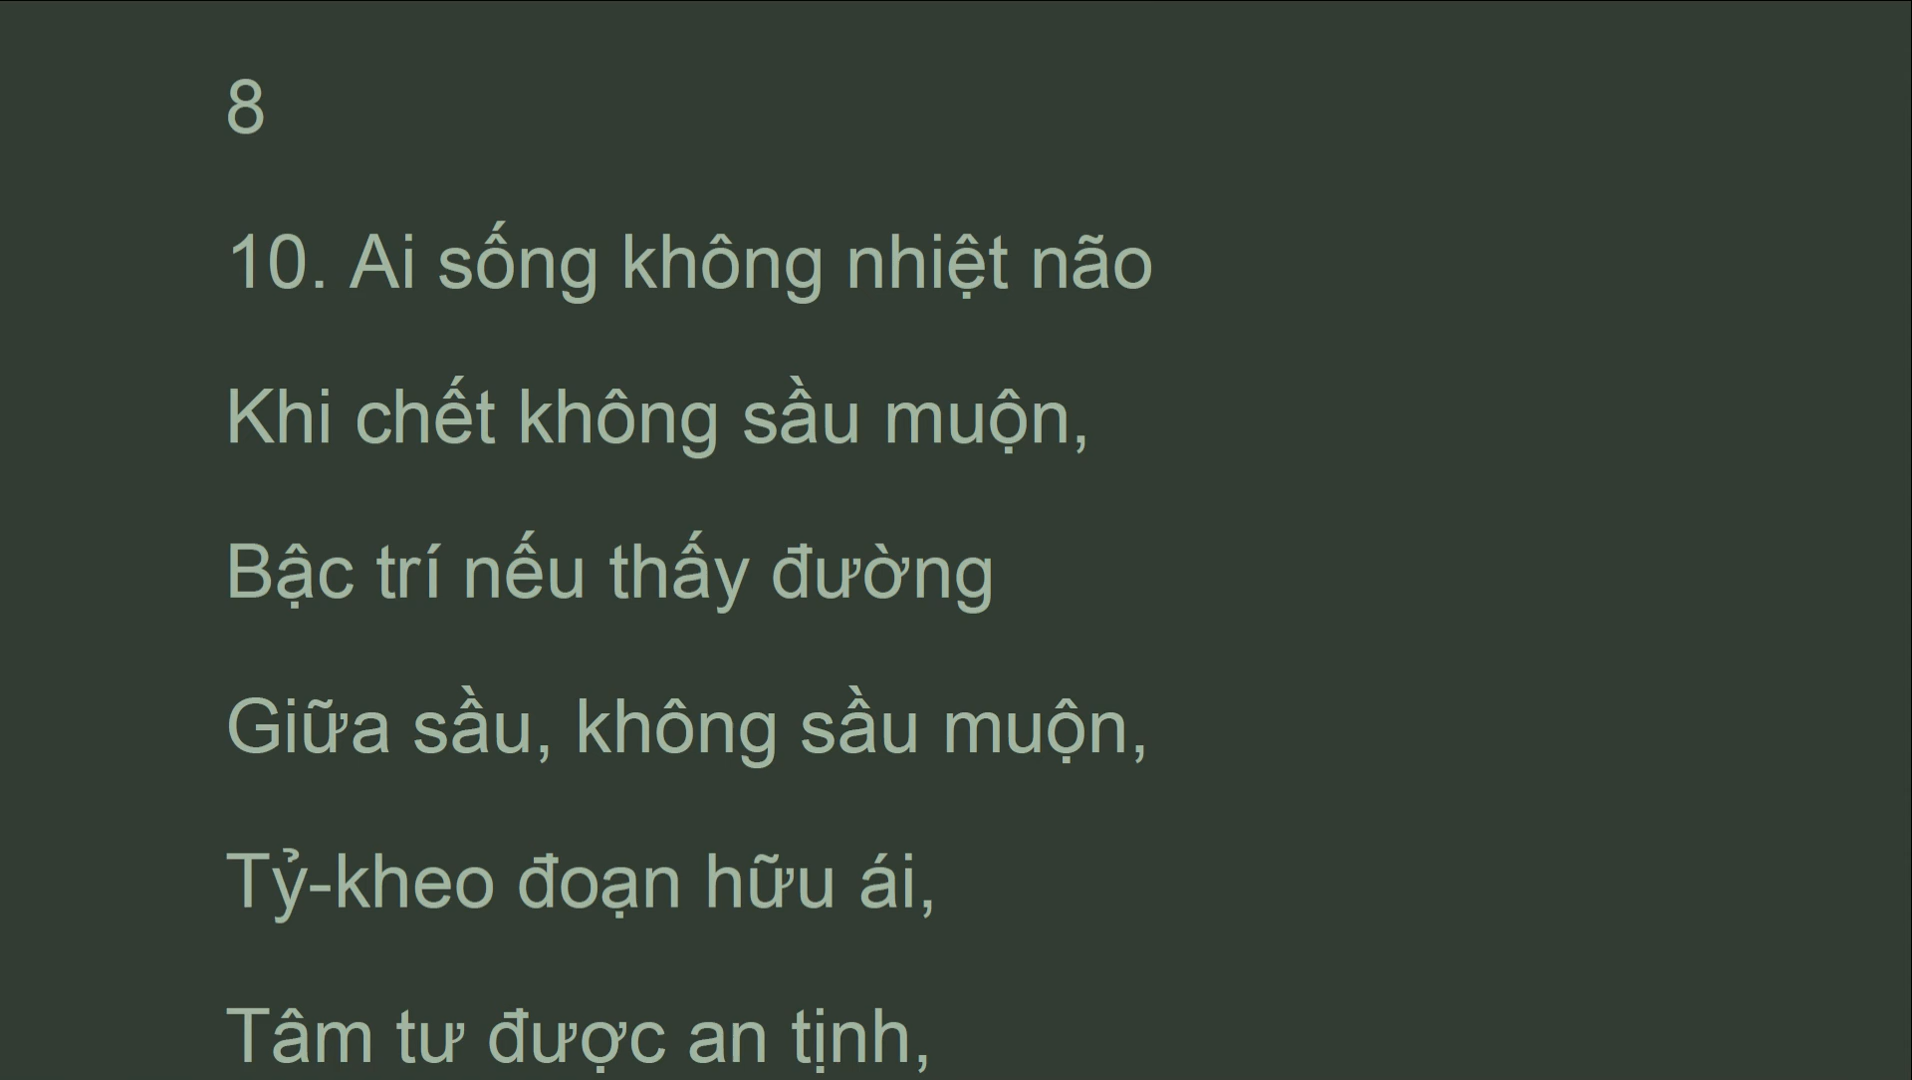 8
10. Ai sống không nhiệt não
Khi chết không sầu muộn,
Bậc trí nếu thấy đường
Giữa sầu, không sầu muộn,
Tỷ-kheo đoạn hữu ái,
Tâm tư được an tịnh,